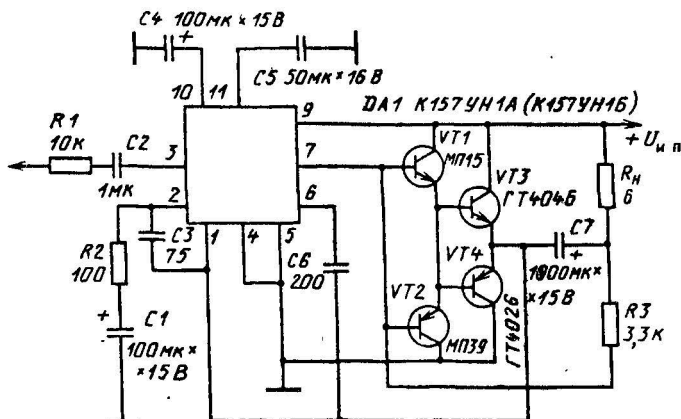 C4 100мк × 15В
+
C5 50мк × 16В
10 11
9
DA1 К157УН1А (К157УН1Б)
+ Uи п
R1
10к
C2
1мк
3
7
VT1
МП15
VT3
ГТ404Б
Rн
6
2
6
C3
75
1
4
5
R2
100
C6
200
VT4
ГТ402Б
C7
+
1000мк×
×15В
VT2
МП39
R3
3,3к
+
C1
100мк×
×15В